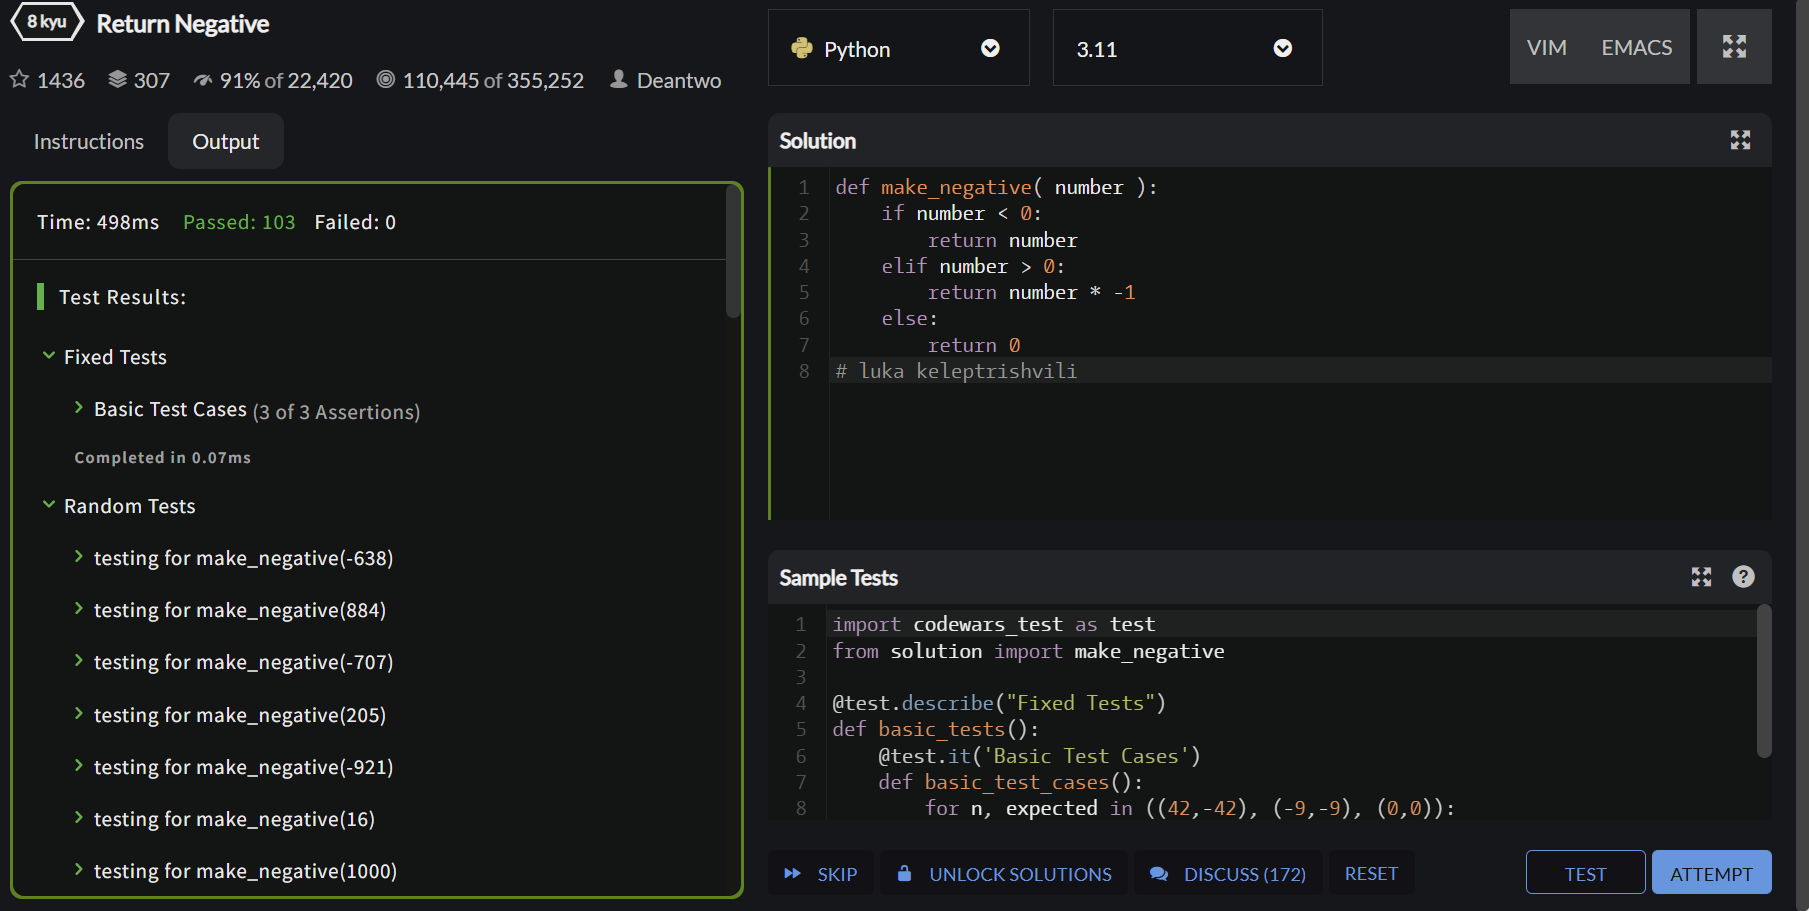 8 kyu Return Negative
1436 307 91% of 22,420 110,445 of 355,252 Deantwo
Instructions Output
Time: 498ms Passed: 103 Failed: 0
Test Results:
Fixed Tests
Basic Test Cases (3 of 3 Assertions)
Completed in 0.07ms
Random Tests
testing for make_negative(-638)
testing for make_negative(884)
testing for make_negative(-707)
testing for make_negative(205)
testing for make_negative(-921)
testing for make_negative(16)
testing for make_negative(1000)
Python 3.11 VIM EMACS
Solution
1 def make_negative( number ):
2     if number < 0:
3         return number
4     elif number > 0:
5         return number * -1
6     else:
7         return 0
8 # luka keleptrishvili
Sample Tests
1 import codewars_test as test
2 from solution import make_negative
3
4 @test.describe("Fixed Tests")
5 def basic_tests():
6     @test.it('Basic Test Cases')
7     def basic_test_cases():
8         for n, expected in ((42,-42), (-9,-9), (0,0)):
SKIP UNLOCK SOLUTIONS DISCUSS (172) RESET TEST ATTEMPT